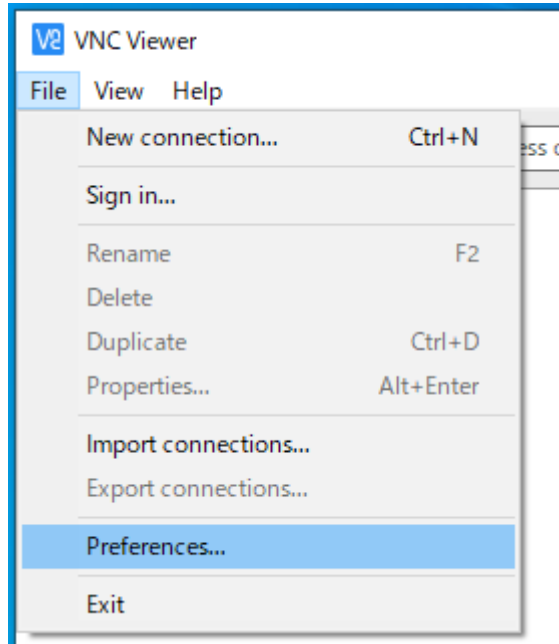 VNC Viewer
File View Help
New connection... Ctrl+N
Sign in...
Rename F2
Delete
Duplicate Ctrl+D
Properties... Alt+Enter
Import connections...
Export connections...
Preferences...
Exit